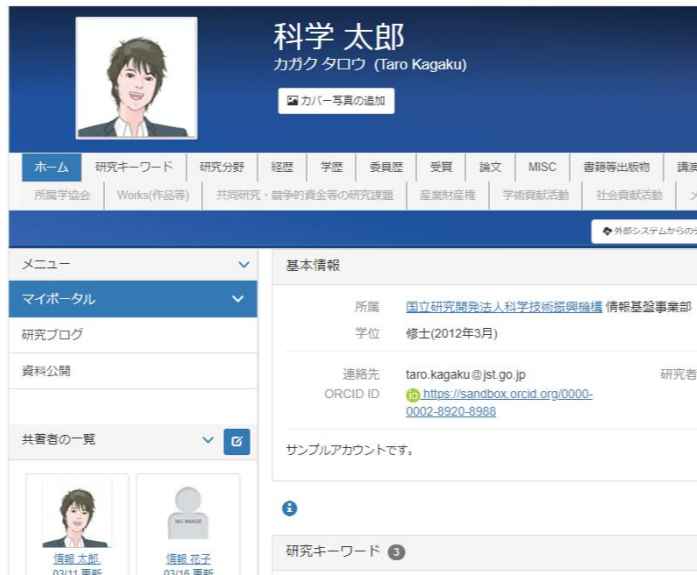 科学 太郎
カガク タロウ (Taro Kagaku)
カバー写真の追加
ホーム 研究キーワード 研究分野 経歴 学歴 委員歴 受賞 論文 MISC 書籍等出版物
所属学協会 Works(作品等) 共同研究・競争的資金等の研究課題 産業財産権 学術貢献活動 社会貢献活動
外部システムからの
メニュー
マイポータル
研究ブログ
資料公開
共著者の一覧
NO IMAGE
情報 太郎
03/11 更新
情報 花子
03/16 更新
基本情報
所属 国立研究開発法人科学技術振興機構 情報基盤事業部
学位 修士(2012年3月)
連絡先 taro.kagaku@jst.go.jp 研究者
ORCID ID https://sandbox.orcid.org/0000-
0002-8920-8988
サンプルアカウントです。
研究キーワード 3